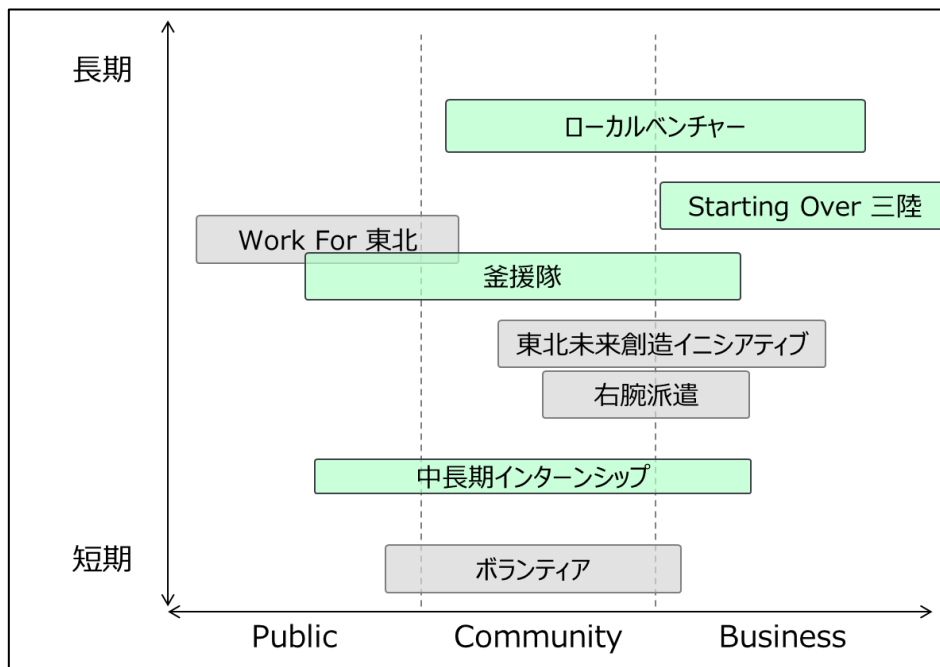 長期
ローカルベンチャー
Starting Over 三陸
Work For 東北
釜援隊
東北未来創造イニシアティブ
右腕派遣
中長期インターンシップ
短期
ボランティア
Public
Community
Business